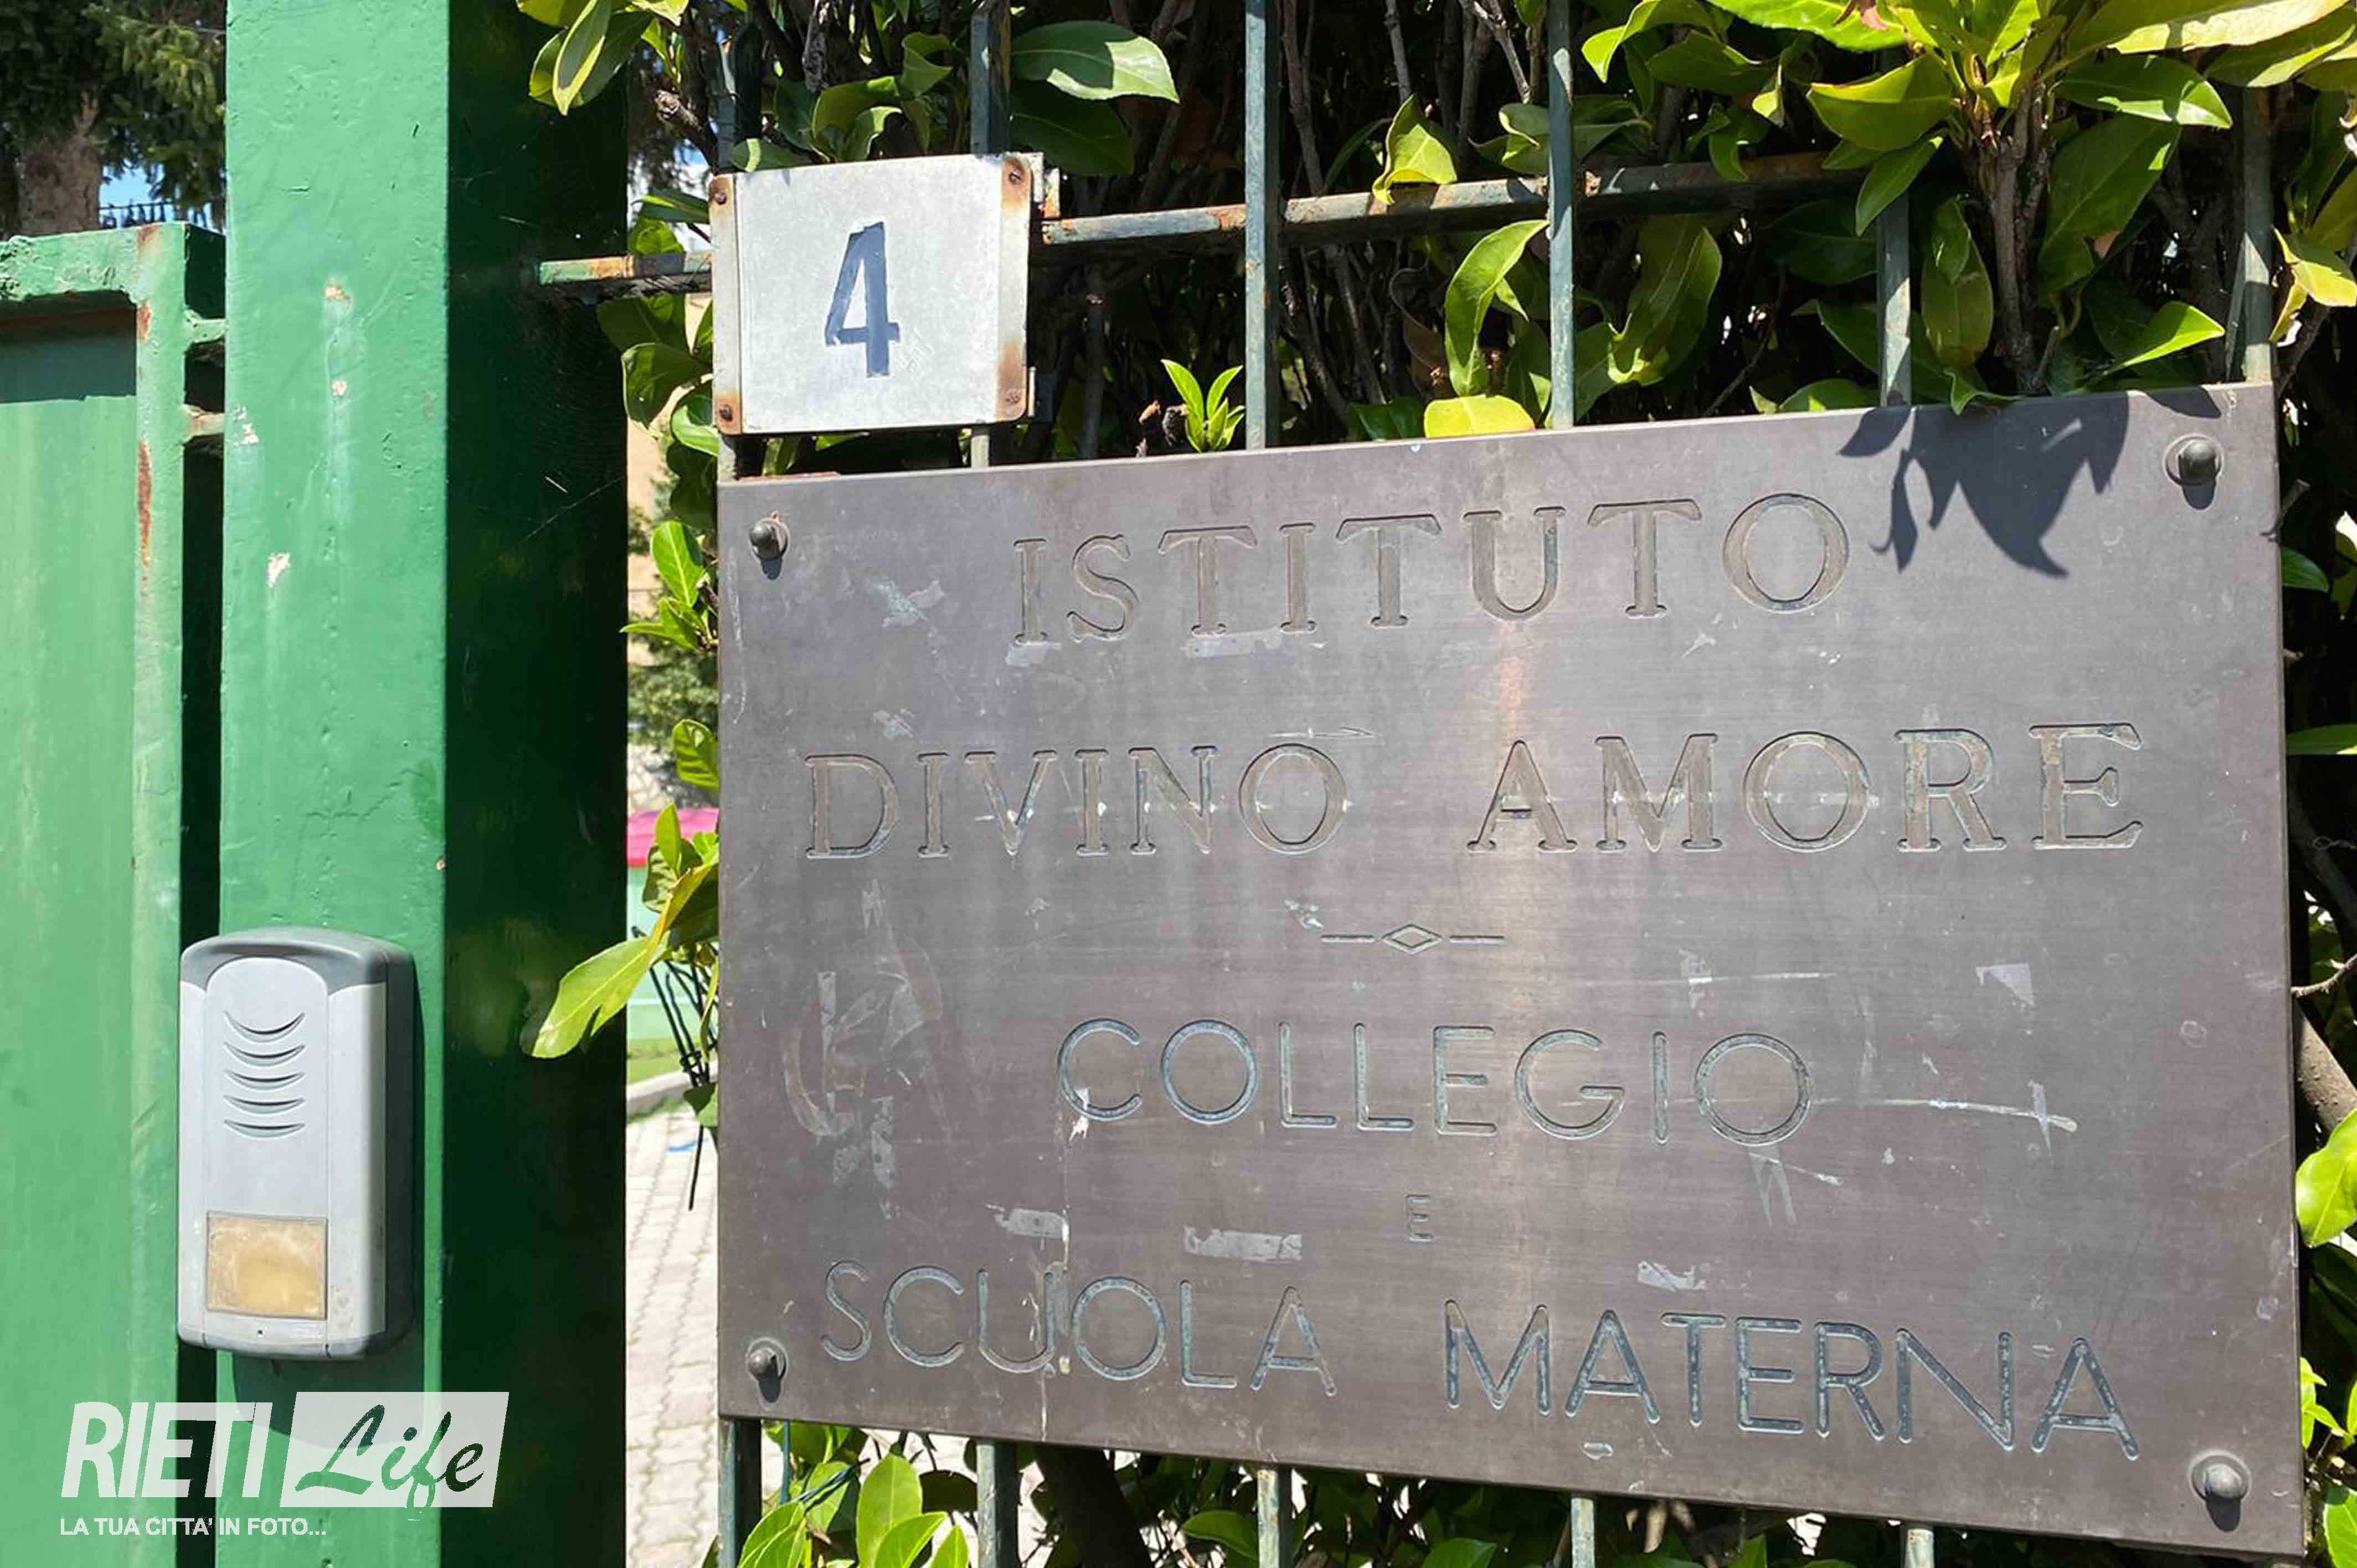 4
ISTITUTO
DIVINO AMORE
COLLEGIO
E
SCUOLA MATERNA
RIETI Life
LA TUA CITTA' IN FOTO...